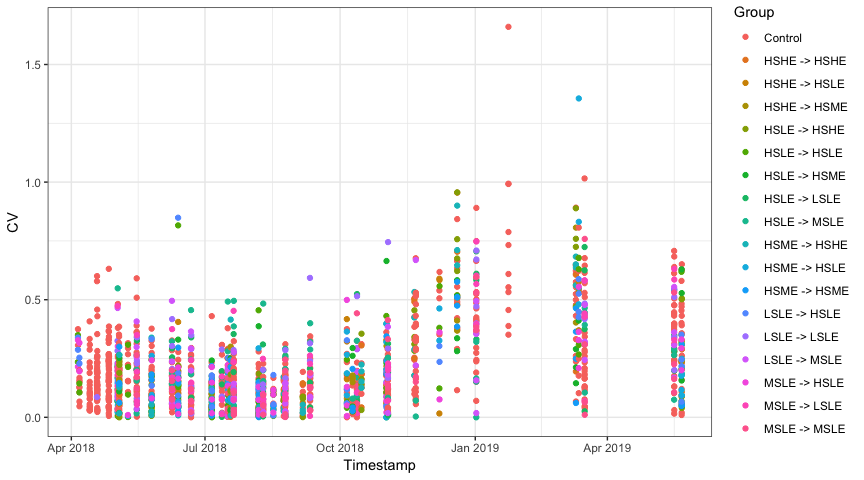 Group
Control
HSHE -> HSHE
HSHE -> HSLE
HSHE -> HSME
HSLE -> HSHE
HSLE -> HSLE
HSLE -> HSME
HSLE -> LSLE
HSLE -> MSLE
HSME -> HSHE
HSME -> HSLE
HSME -> HSME
LSLE -> HSLE
LSLE -> LSLE
LSLE -> MSLE
MSLE -> HSLE
MSLE -> LSLE
MSLE -> MSLE
CV
1.5
1.0
0.5
0.0
Apr 2018 Jul 2018 Oct 2018 Jan 2019 Apr 2019
Timestamp